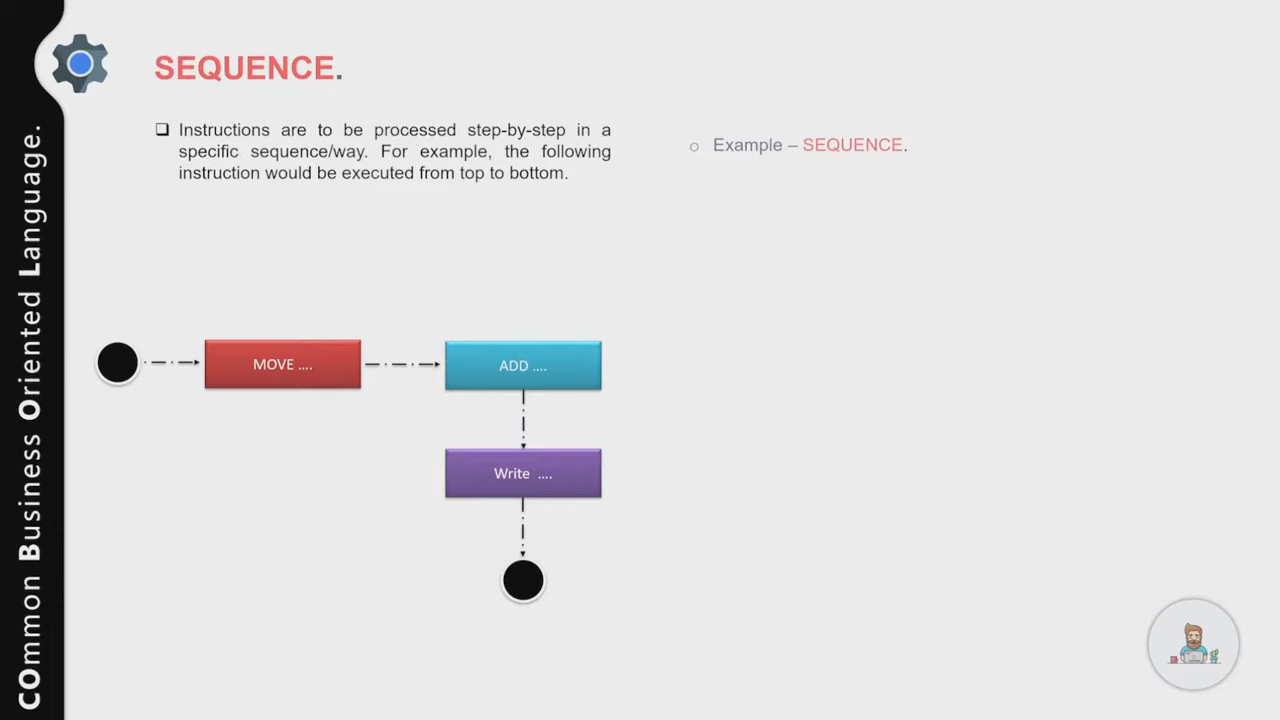 COmmon Business Oriented Language.
SEQUENCE.
Instructions are to be processed step-by-step in a
specific sequence/way. For example, the following
instruction would be executed from top to bottom.
Example – SEQUENCE.
MOVE ....
ADD ....
Write ....